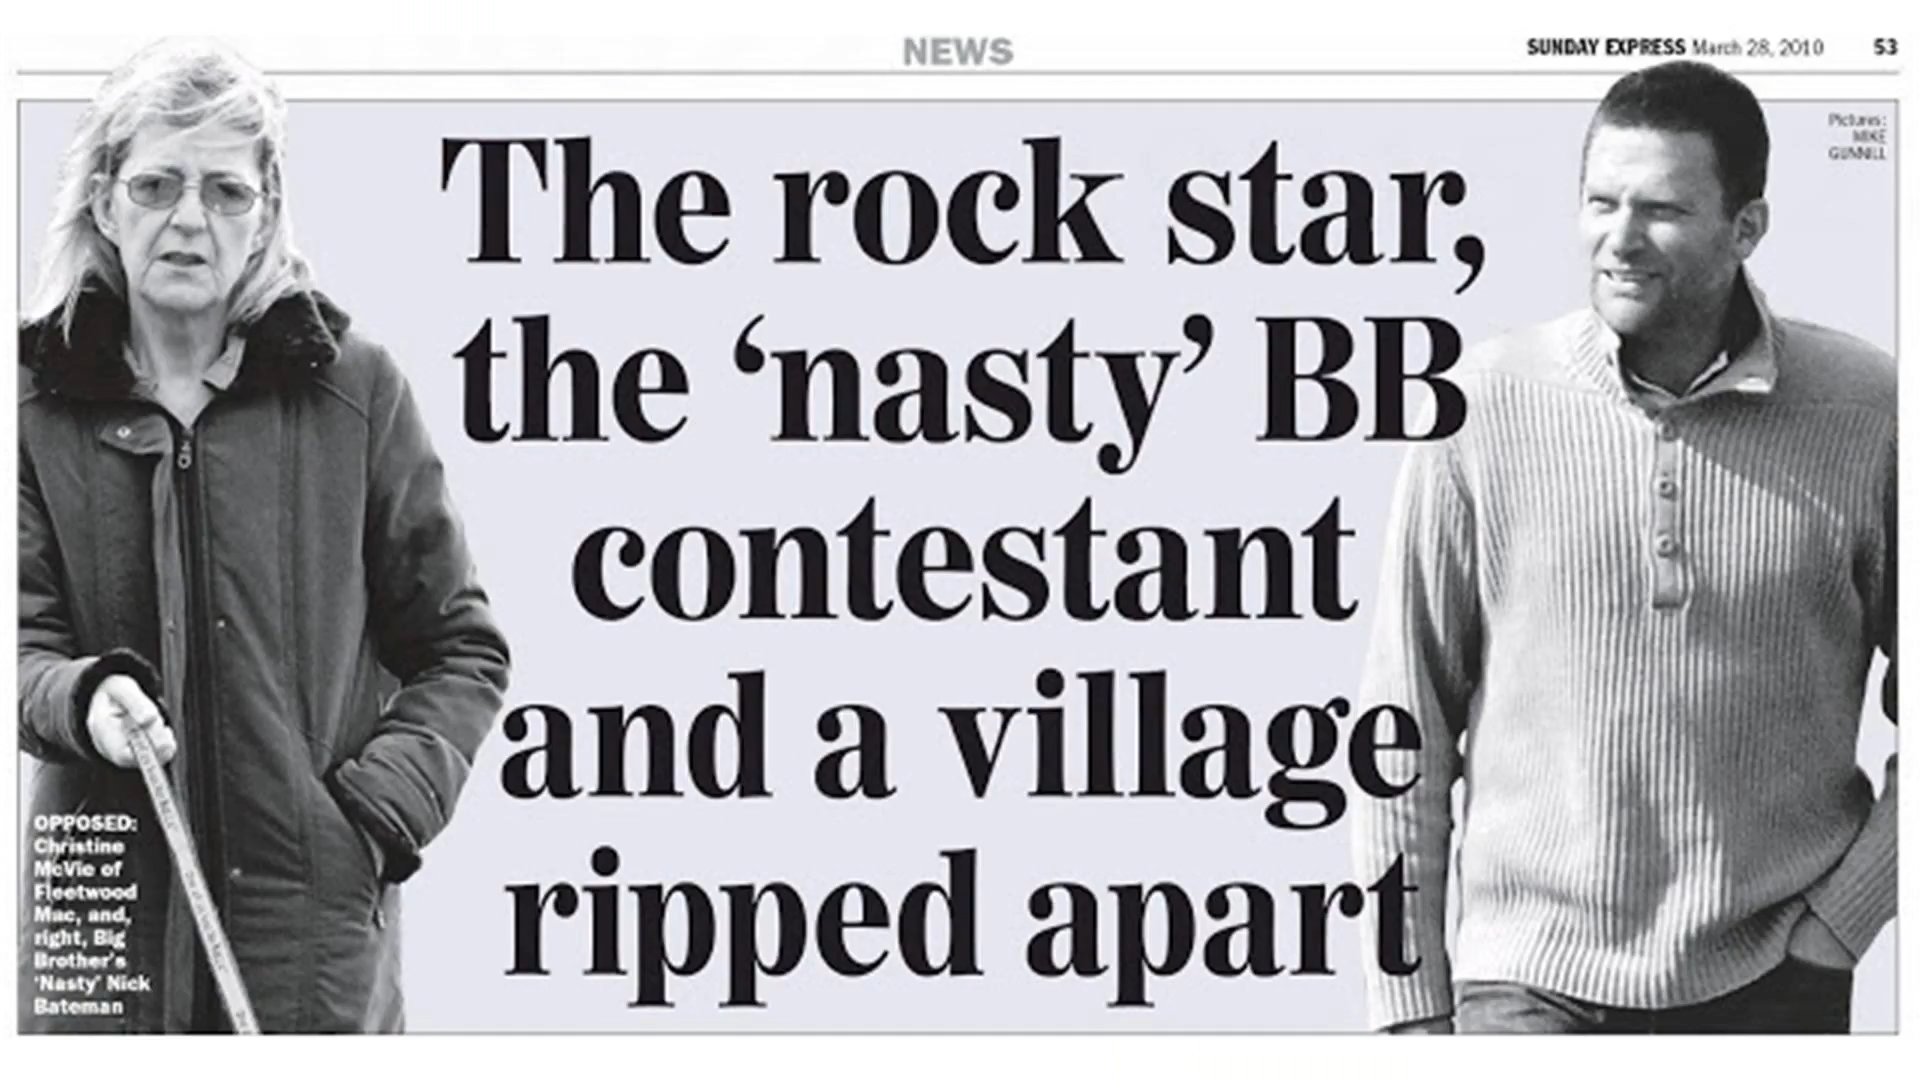 NEWS
SUNDAY EXPRESS March 28, 2010 53
Pictures:
MIKE
GUNNILL
The rock star,
the ‘nasty’ BB
contestant
and a village
ripped apart
OPPOSED:
Christine
McVie of
Fleetwood
Mac, and,
right, Big
Brother's
'Nasty' Nick
Bateman